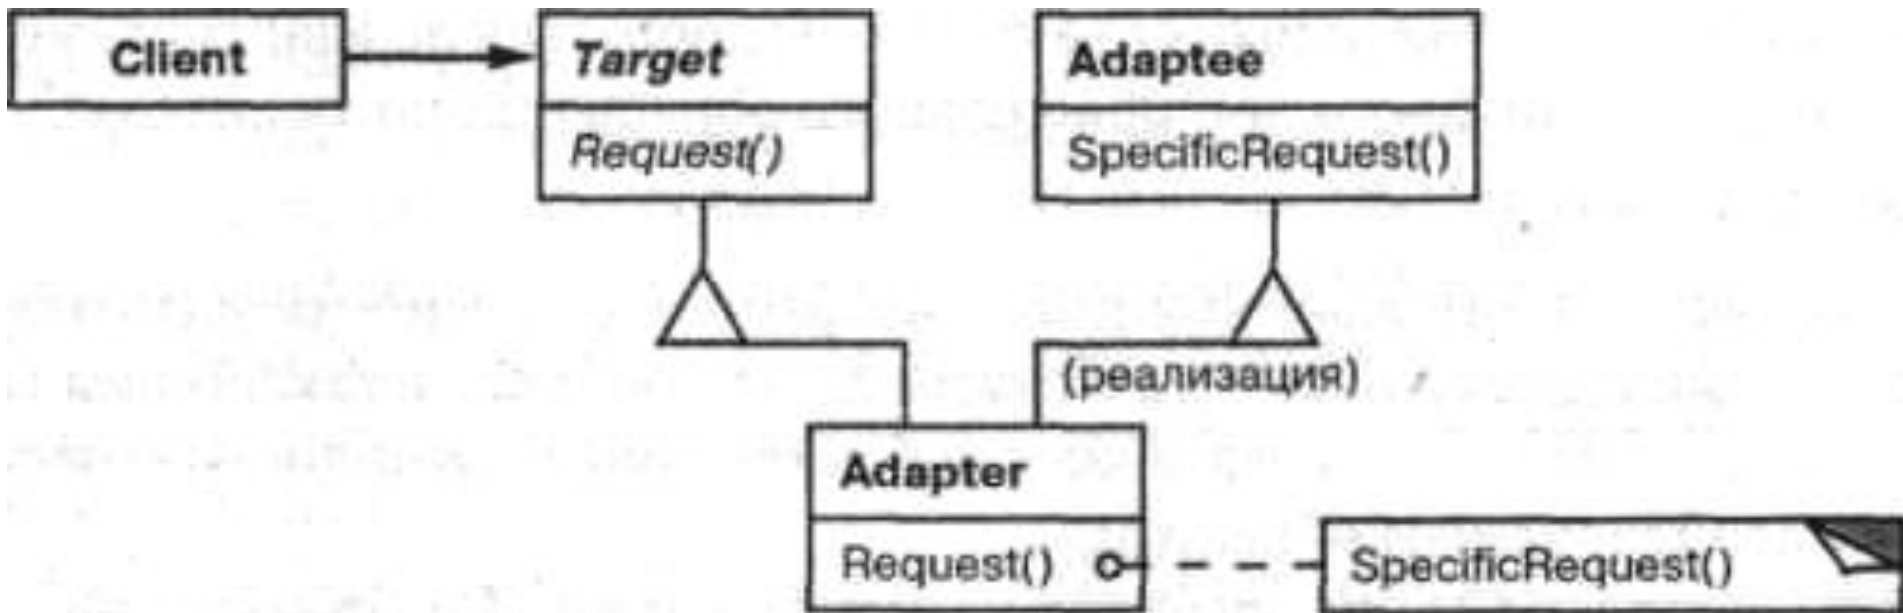 Client
Target
Adaptee
Request()
SpecificRequest()
(реализация)
Adapter
Request()
SpecificRequest()